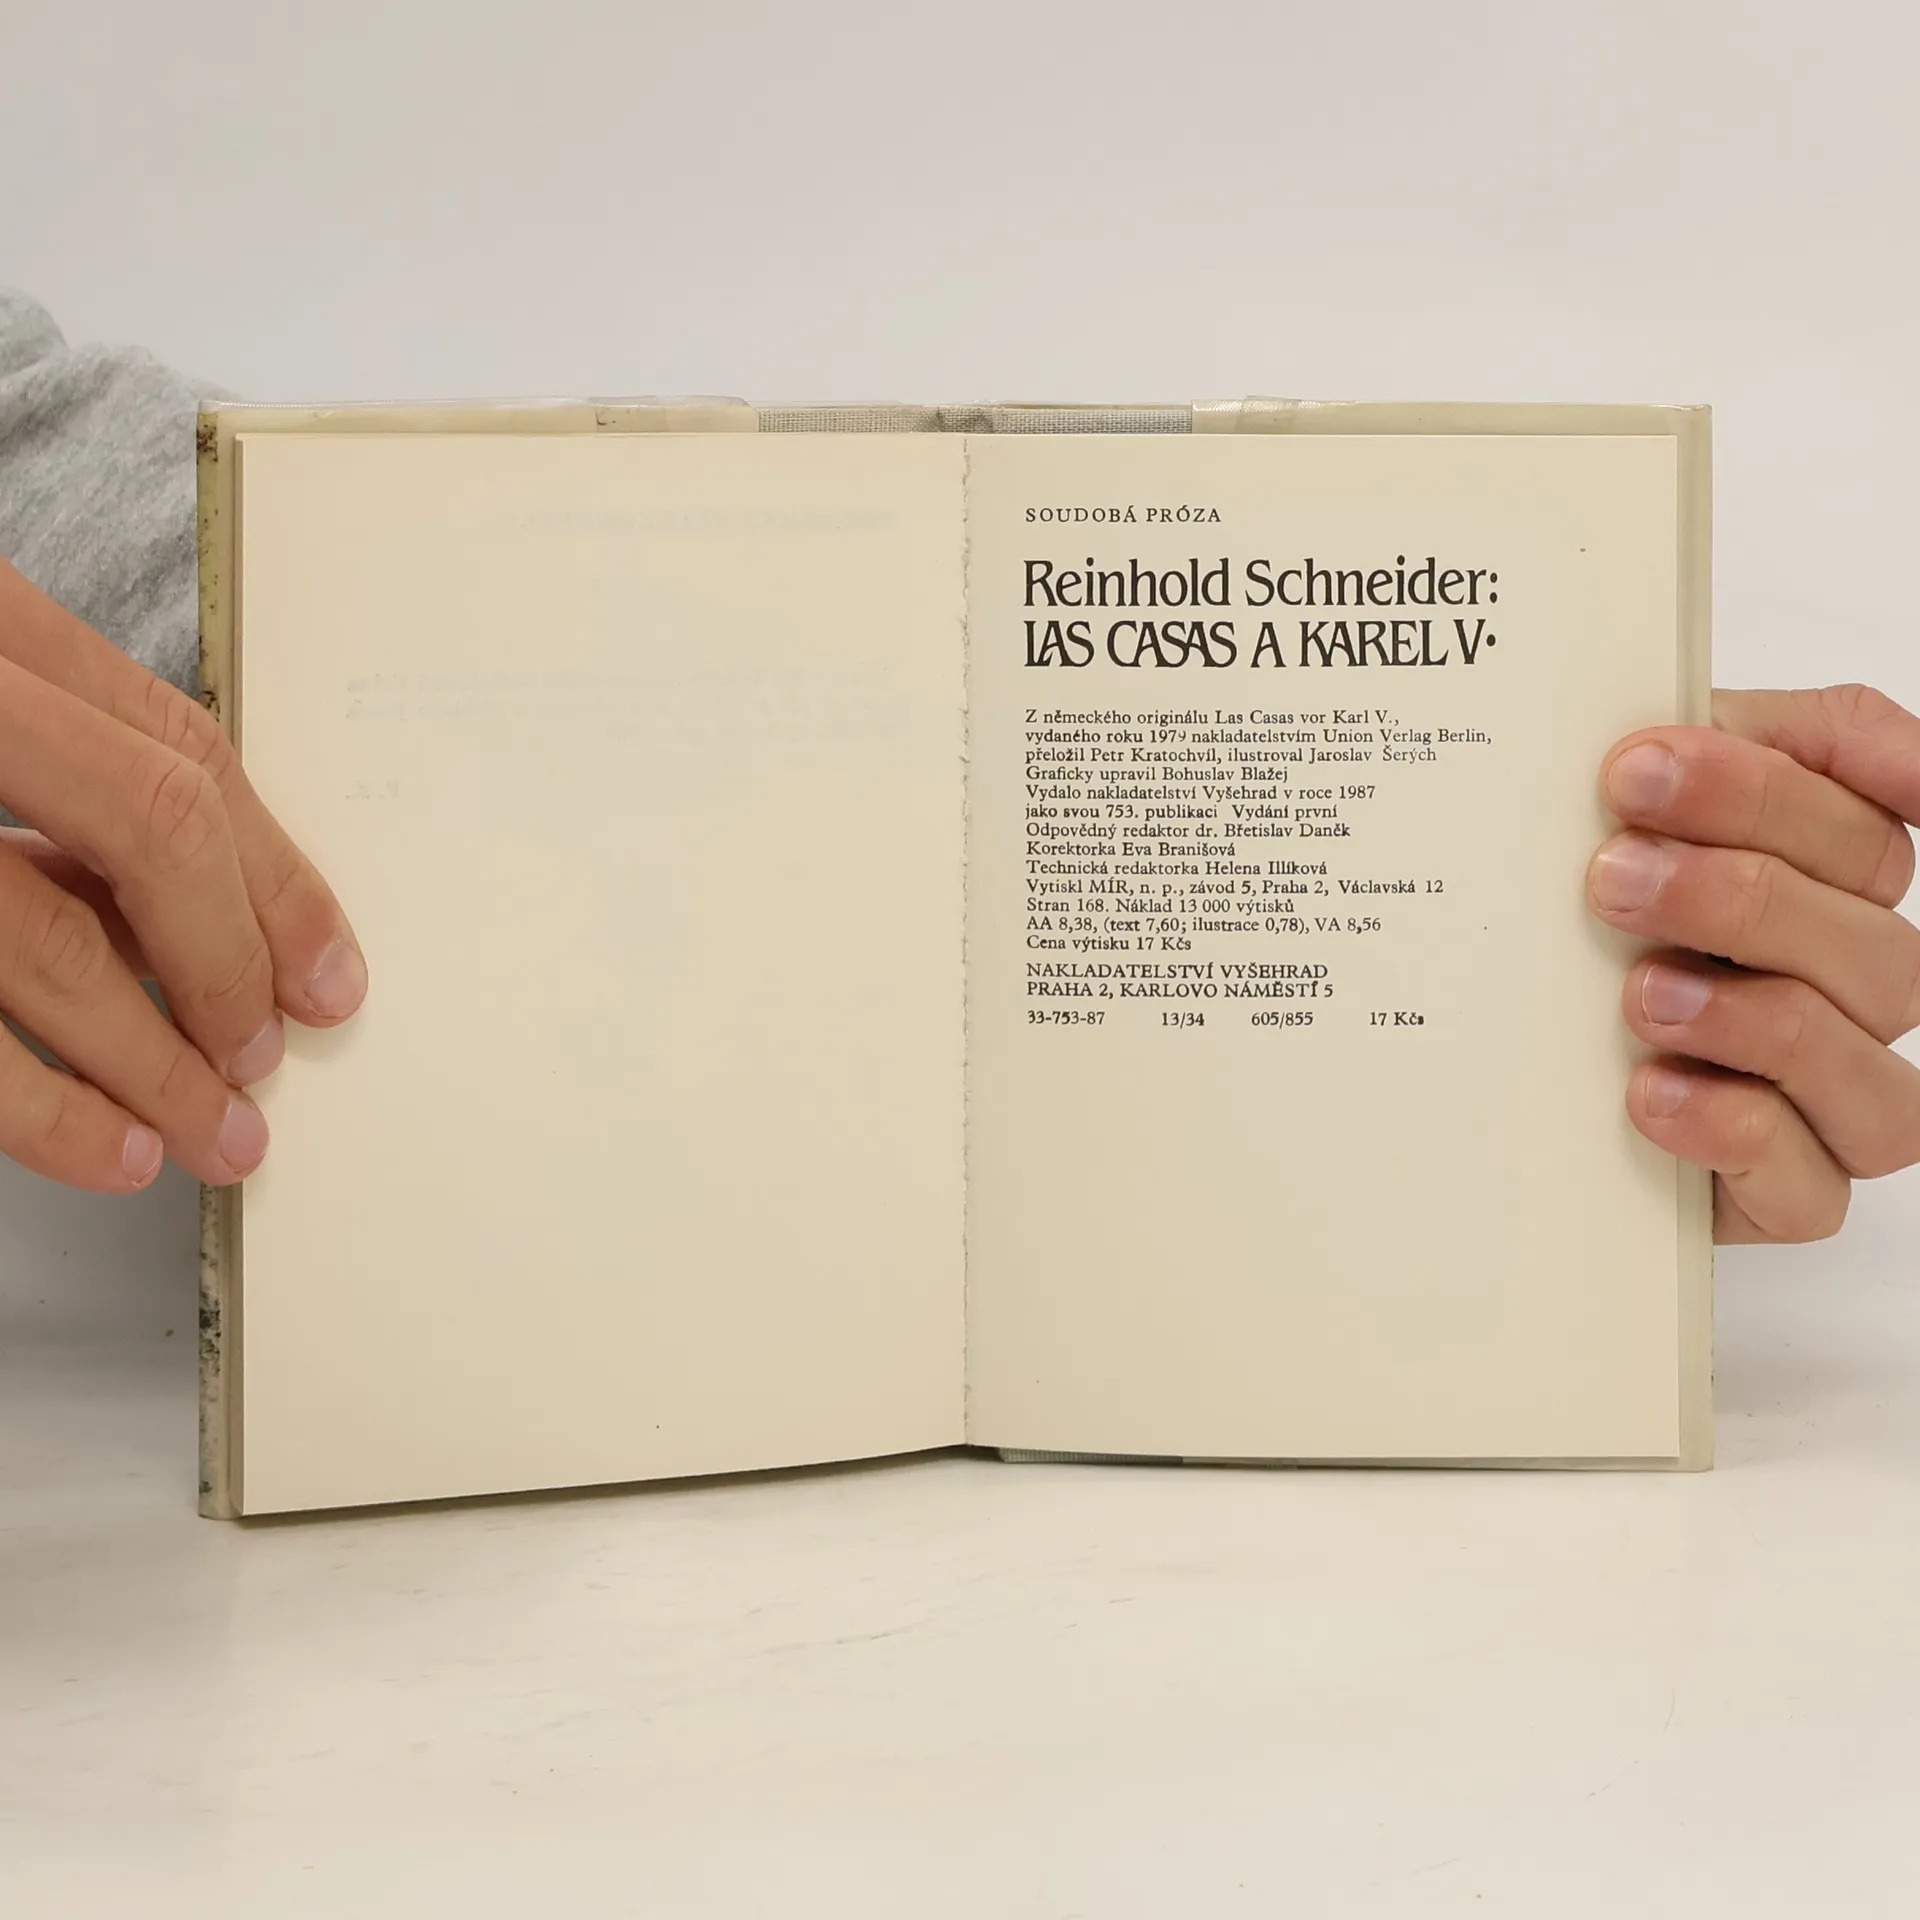 SOUDOBÁ PRÓZA
Reinhold Schneider:
LAS CASAS A KAREL V.
Z německého originálu Las Casas vor Karl V.,
vydaného roku 1979 nakladatelstvím Union Verlag Berlin,
přeložil Petr Kratochvíl, ilustroval Jaroslav Šerých
Graficky upravil Bohuslav Blažej
Vydalo nakladatelství Vyšehrad v roce 1987
jako svou 753. publikaci Vydání první
Odpovědný redaktor dr. Břetislav Daněk
Korektorka Eva Branišová
Technická redaktorka Helena Illíková
Vytiskl MÍR, n. p., závod 5, Praha 2, Václavská 12
Stran 168. Náklad 13 000 výtisků
AA 8,38, (text 7,60; ilustrace 0,78), VA 8,56
Cena výtisku 17 Kčs
NAKLADATELSTVÍ VYŠEHRAD
PRAHA 2, KARLOVO NÁMĚSTÍ 5
33-753-87 13/34 605/855 17 Kčs